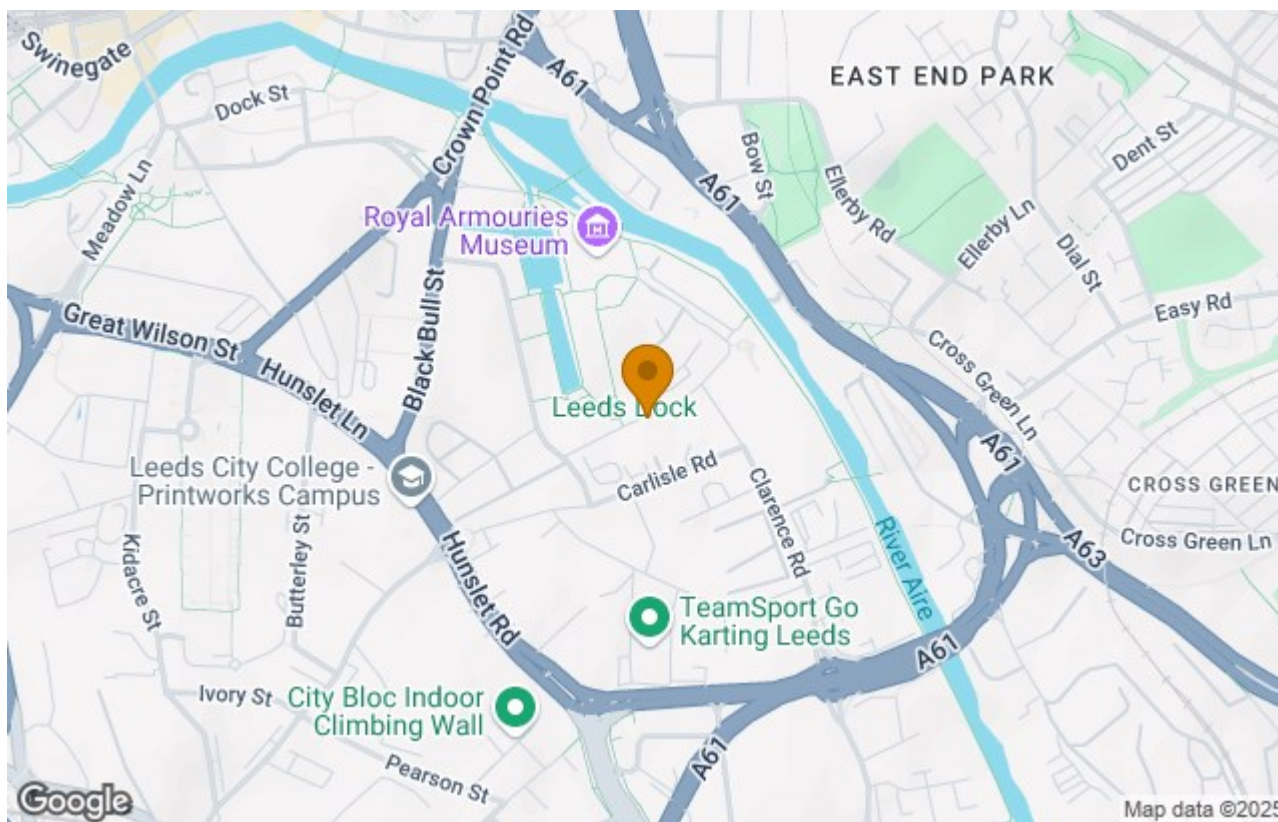 Swinegate
Dock St
Crown Point Rd
A61
EAST END PARK
Dent St
Bow St
Ellerby Rd
A61
Meadow Ln
Royal Armouries
Museum
Ellerby Ln
Dial St
Easy Rd
Great Wilson St
Black Bull St
Hunslet Ln
Cross Green Ln
Leeds Dock
A61
Leeds City College -
Printworks Campus
Carlisle Rd
Clarence Rd
CROSS GREEN
River Aire
A63
Cross Green Ln
Kidacre St
Butterley St
Hunslet Rd
TeamSport Go
Karting Leeds
A61
Ivory St
City Bloc Indoor
Climbing Wall
A61
Pearson St
Google
Map data ©2025